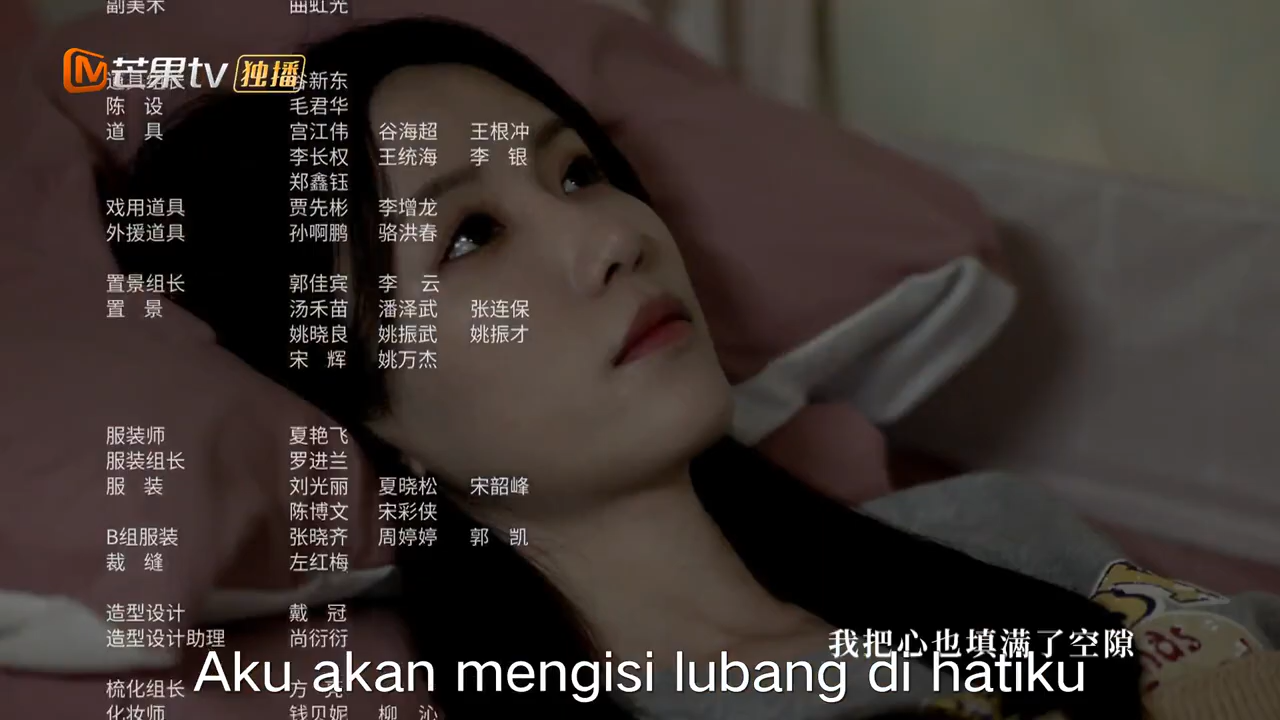 副美术 曲虹光
芒果tv 独播
道具组长 谷新东
陈 设 毛君华
道 具 宫江伟 谷海超 王根冲
李长权 王统海 李 银
郑鑫钰
戏用道具 贾先彬 李增龙
外援道具 孙啊鹏 骆洪春
置景组长 郭佳宾 李 云
置 景 汤禾苗 潘泽武 张连保
姚晓良 姚振武 姚振才
宋 辉 姚万杰
服装师 夏艳飞
服装组长 罗进兰
服 装 刘光丽 夏晓松 宋韶峰
陈博文 宋彩侠
B组服装 张晓齐 周婷婷 郭 凯
裁 缝 左红梅
造型设计 戴 冠
造型设计助理 尚衍衍
我把心也填满了空隙
Aku akan mengisi lubang di hatiku
梳化组长 方 亮
化妆师 钱贝妮 柳 沁